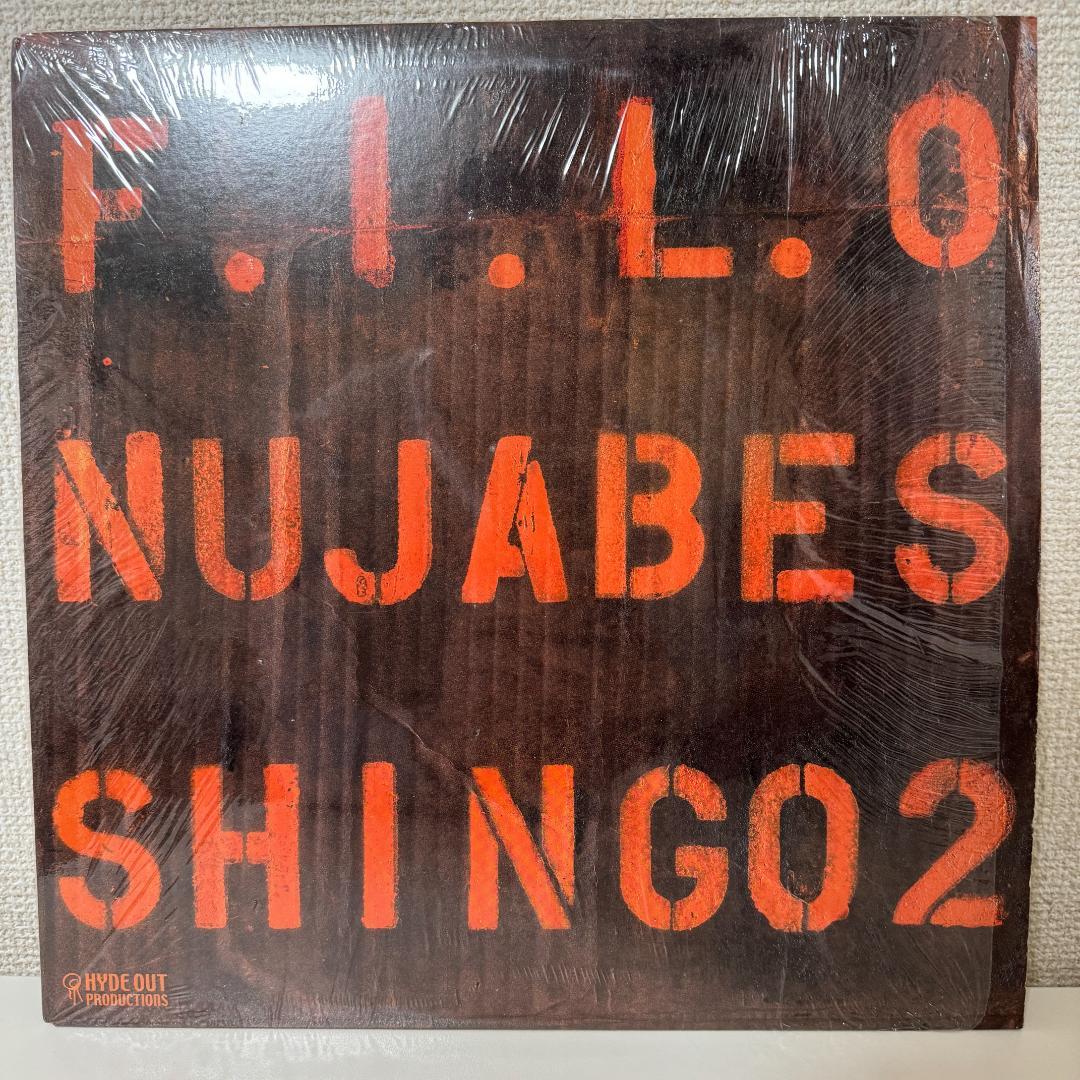 F.I.L.O
NUJABES
SHINGO2
HYDE OUT
PRODUCTIONS